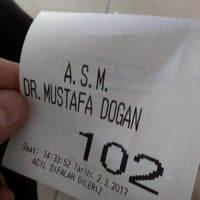 A.S.M.
DR.MUSTAFA DOGAN
102
Saat: 14:33:52 Tarih: 2.3.2017
ACIL SIFALAR DILERIZ.